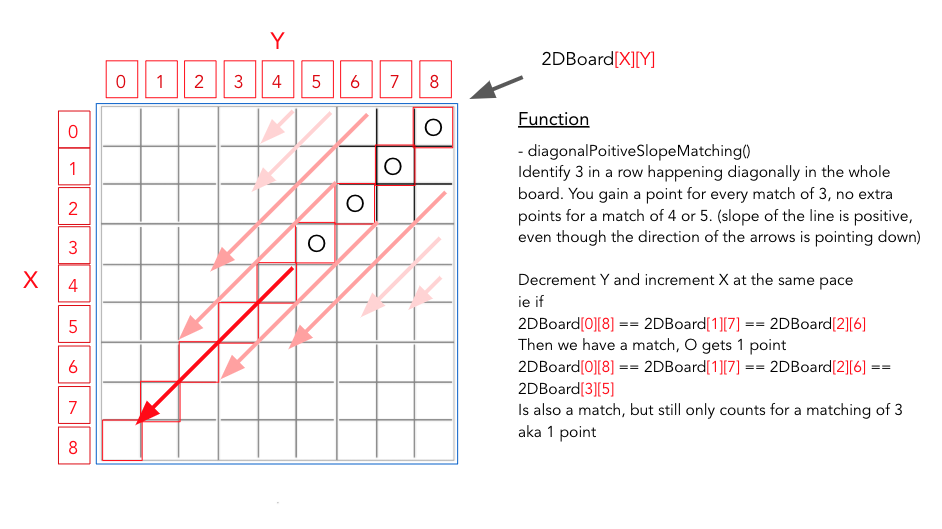 Y
2DBoard[X][Y]
0 1 2 3 4 5 6 7 8
Function
0 O
- diagonalPoitiveSlopeMatching()
1 O
Identify 3 in a row happening diagonally in the whole
board. You gain a point for every match of 3, no extra
2 O
points for a match of 4 or 5. (slope of the line is positive,
even though the direction of the arrows is pointing down)
3 O
X
4
Decrement Y and increment X at the same pace
ie if
5
2DBoard[0][8] == 2DBoard[1][7] == 2DBoard[2][6]
Then we have a match, O gets 1 point
6
2DBoard[0][8] == 2DBoard[1][7] == 2DBoard[2][6] ==
2DBoard[3][5]
7
Is also a match, but still only counts for a matching of 3
aka 1 point
8